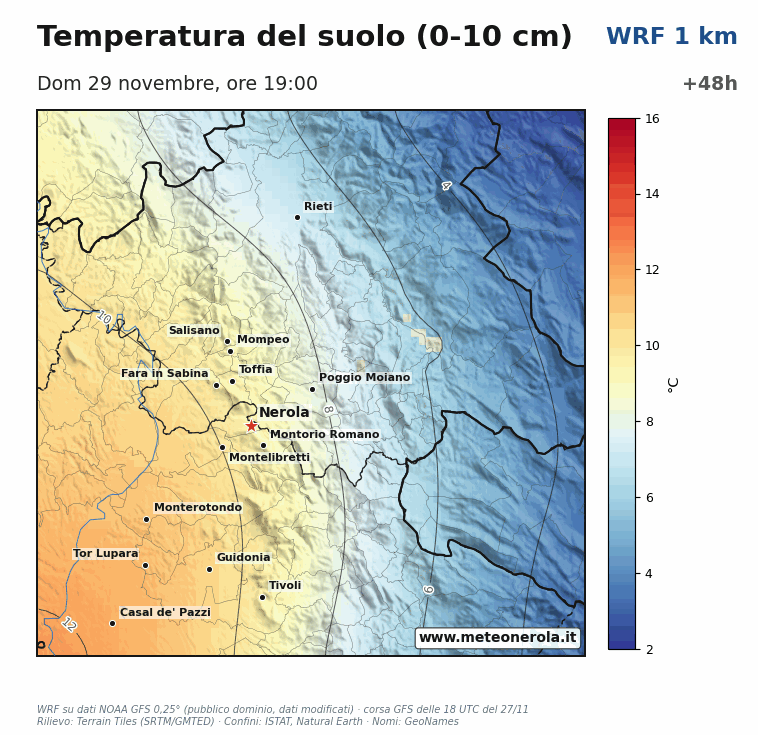 Temperatura del suolo (0-10 cm)
WRF 1 km
Dom 29 novembre, ore 19:00
+48h
16
14
12
10
8
6
4
2
°C
4
Rieti
10
Salisano
Mompeo
Toffia
Fara in Sabina
Poggio Moiano
8
Nerola
Montorio Romano
Montelibretti
Monterotondo
Tor Lupara
Guidonia
Tivoli
6
Casal de' Pazzi
12
www.meteonerola.it
WRF su dati NOAA GFS 0,25° (pubblico dominio, dati modificati) · corsa GFS delle 18 UTC del 27/11
Rilievo: Terrain Tiles (SRTM/GMTED) · Confini: ISTAT, Natural Earth · Nomi: GeoNames